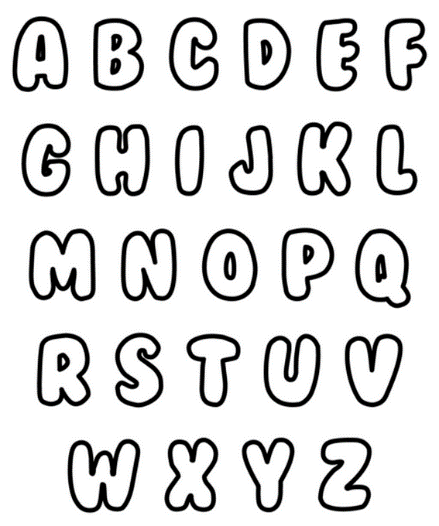 A B C D E F
G H I J K L
M N O P Q
R S T U V
W X Y Z